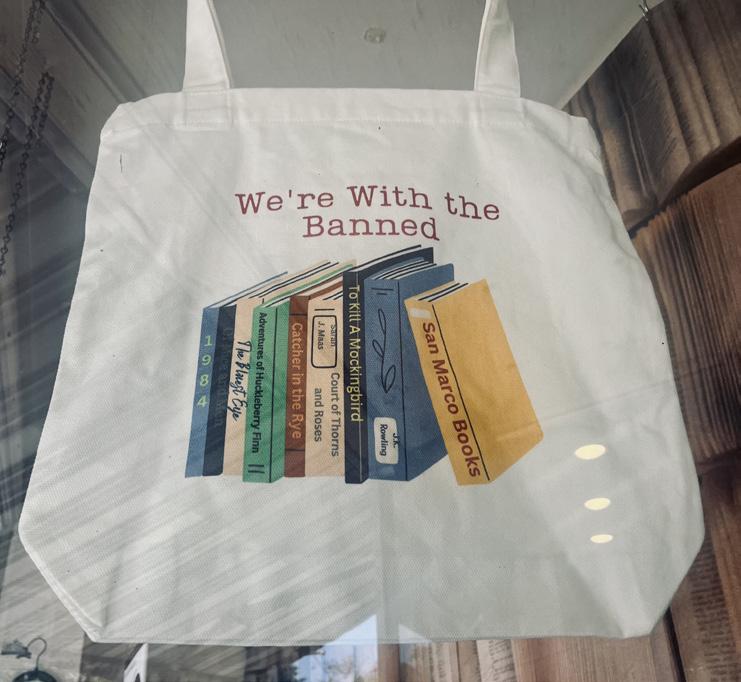 We're With the
Banned
1984
The Bluest Eye
Adventures of Huckleberry Finn
Catcher in the Rye
Sarah
J. Maas
Court of Thorns
and Roses
To Kill A Mockingbird
J.K.
Rowling
San Marco Books